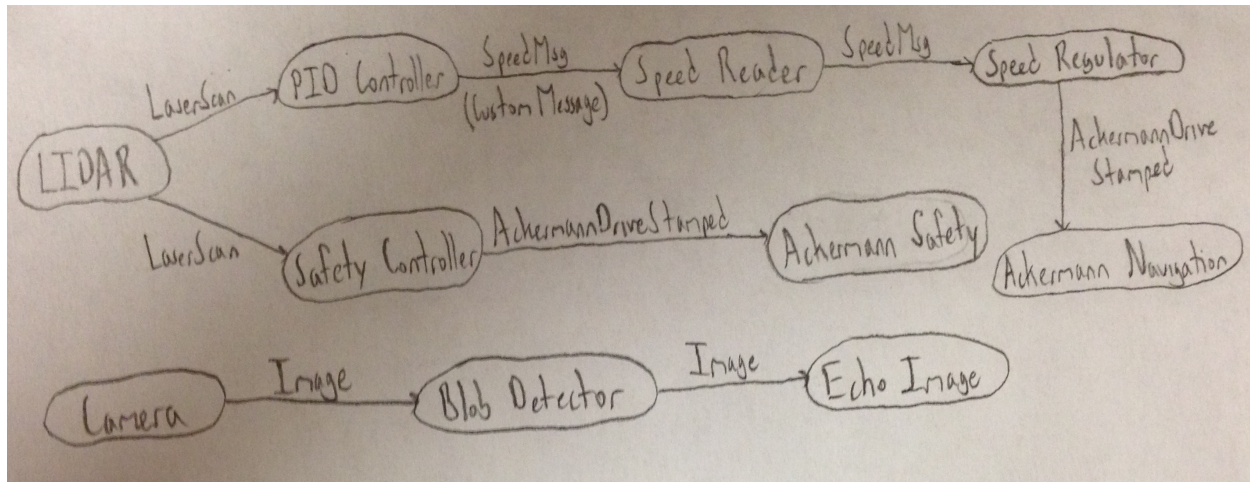 LaserScan
PID Controller
SpeedMsg
(Custom Message)
Speed Reader
SpeedMsg
Speed Regulator
AckermannDrive
Stamped
LIDAR
LaserScan
Safety Controller
AckermannDriveStamped
Ackermann Safety
Ackermann Navigation
Camera
Image
Blob Detector
Image
Echo Image